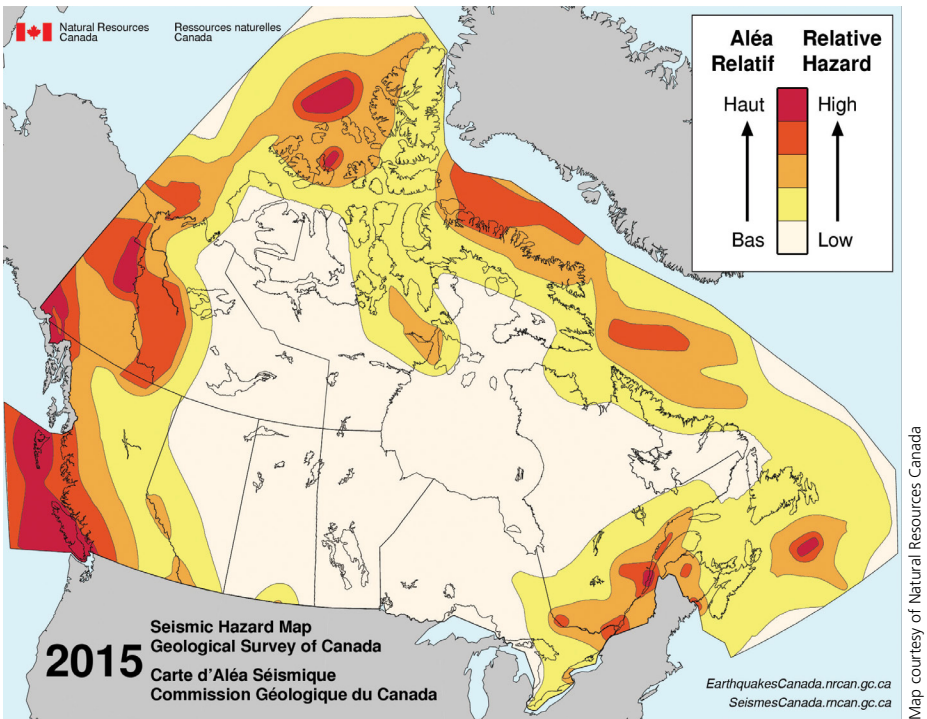 Natural Resources
Canada
Ressources naturelles
Canada
Aléa
Relatif
Relative
Hazard
Haut
High
Bas
Low
2015
Seismic Hazard Map
Geological Survey of Canada
Carte d'Aléa Séismique
Commission Géologique du Canada
EarthquakesCanada.nrcan.gc.ca
SeismesCanada.rncan.gc.ca
Map courtesy of Natural Resources Canada